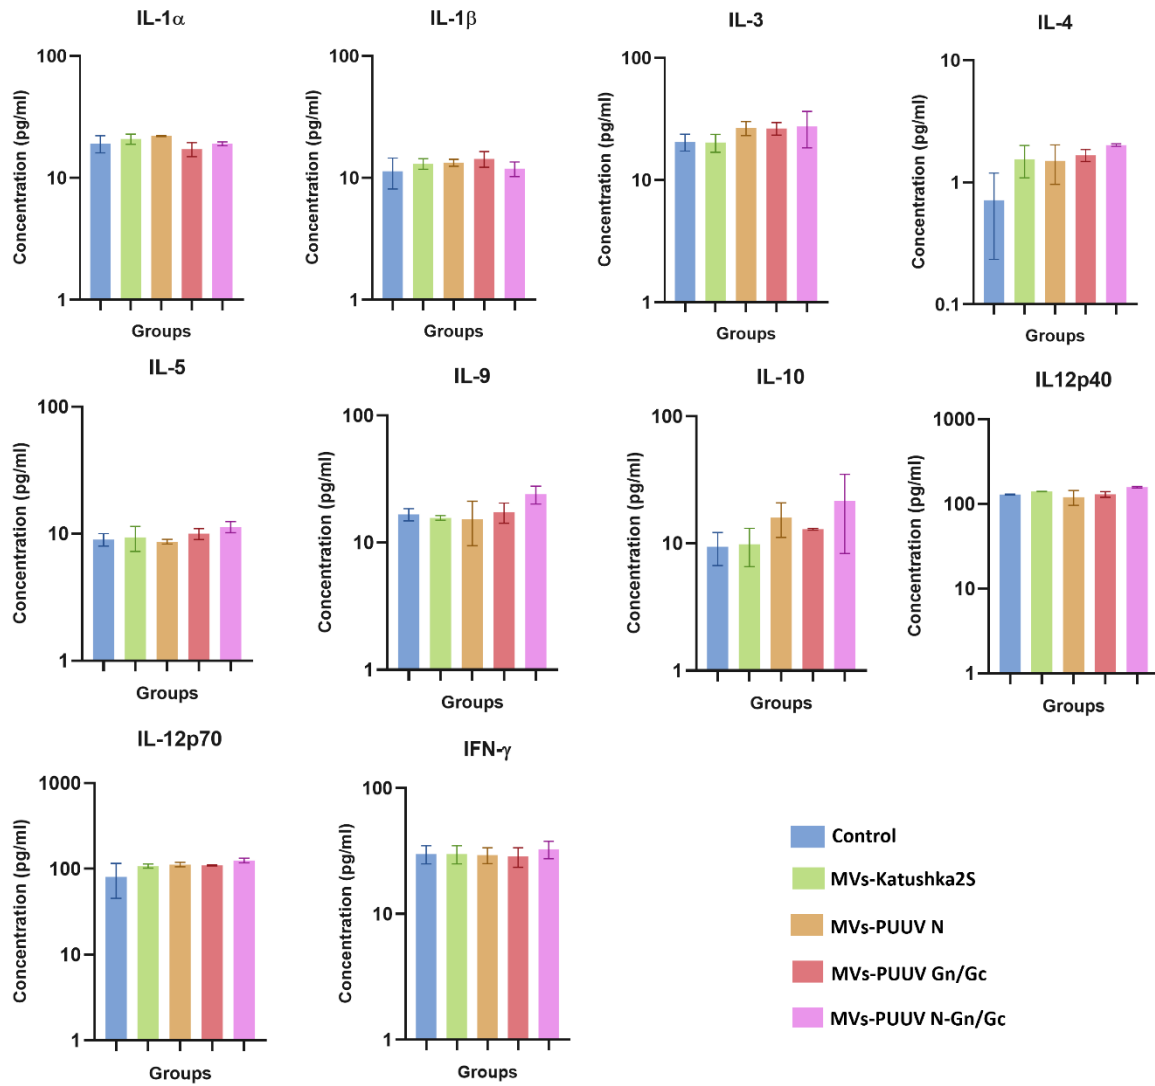 IL-1α
100
10
1
Concentration (pg/ml)
Groups
IL-1β
100
10
1
Concentration (pg/ml)
Groups
IL-3
100
10
1
Concentration (pg/ml)
Groups
IL-4
10
1
0.1
Concentration (pg/ml)
Groups
IL-5
100
10
1
Concentration (pg/ml)
Groups
IL-9
100
10
1
Concentration (pg/ml)
Groups
IL-10
100
10
1
Concentration (pg/ml)
Groups
IL12p40
1000
100
10
1
Concentration (pg/ml)
Groups
IL-12p70
1000
100
10
1
Concentration (pg/ml)
Groups
IFN-γ
100
10
1
Concentration (pg/ml)
Groups
Control
MVs-Katushka2S
MVs-PUUV N
MVs-PUUV Gn/Gc
MVs-PUUV N-Gn/Gc